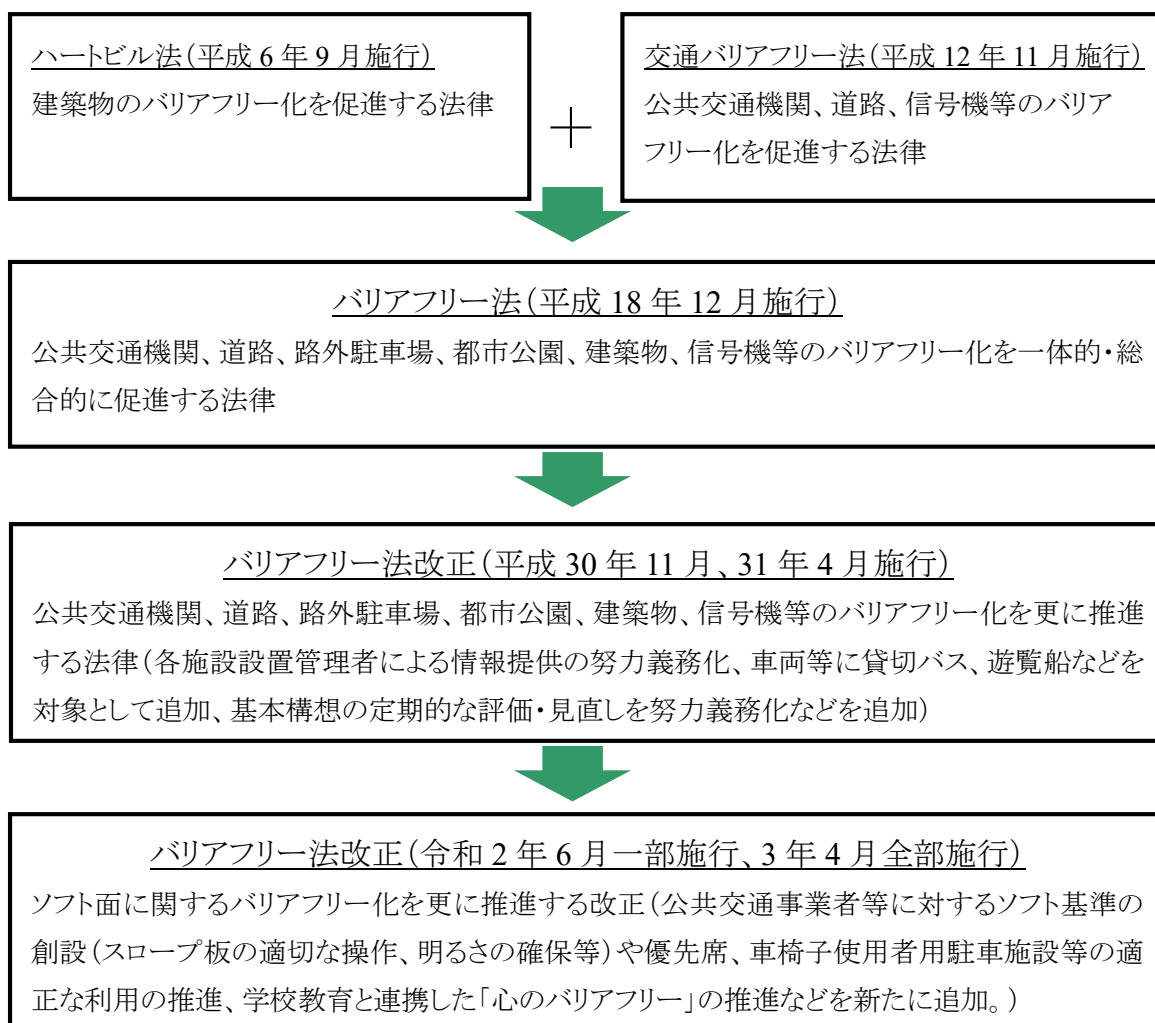 ハートビル法(平成 6 年 9 月施行)
建築物のバリアフリー化を促進する法律
＋
交通バリアフリー法(平成 12 年 11 月施行)
公共交通機関、道路、信号機等のバリア
フリー化を促進する法律
バリアフリー法(平成 18 年 12 月施行)
公共交通機関、道路、路外駐車場、都市公園、建築物、信号機等のバリアフリー化を一体的・総
合的に促進する法律
バリアフリー法改正(平成 30 年 11 月、31 年 4 月施行)
公共交通機関、道路、路外駐車場、都市公園、建築物、信号機等のバリアフリー化を更に推進
する法律(各施設設置管理者による情報提供の努力義務化、車両等に貸切バス、遊覧船などを
対象として追加、基本構想の定期的な評価・見直しを努力義務化などを追加)
バリアフリー法改正(令和 2 年 6 月一部施行、3 年 4 月全部施行)
ソフト面に関するバリアフリー化を更に推進する改正(公共交通事業者等に対するソフト基準の
創設(スロープ板の適切な操作、明るさの確保等)や優先席、車椅子使用者用駐車施設等の適
正な利用の推進、学校教育と連携した「心のバリアフリー」の推進などを新たに追加。)